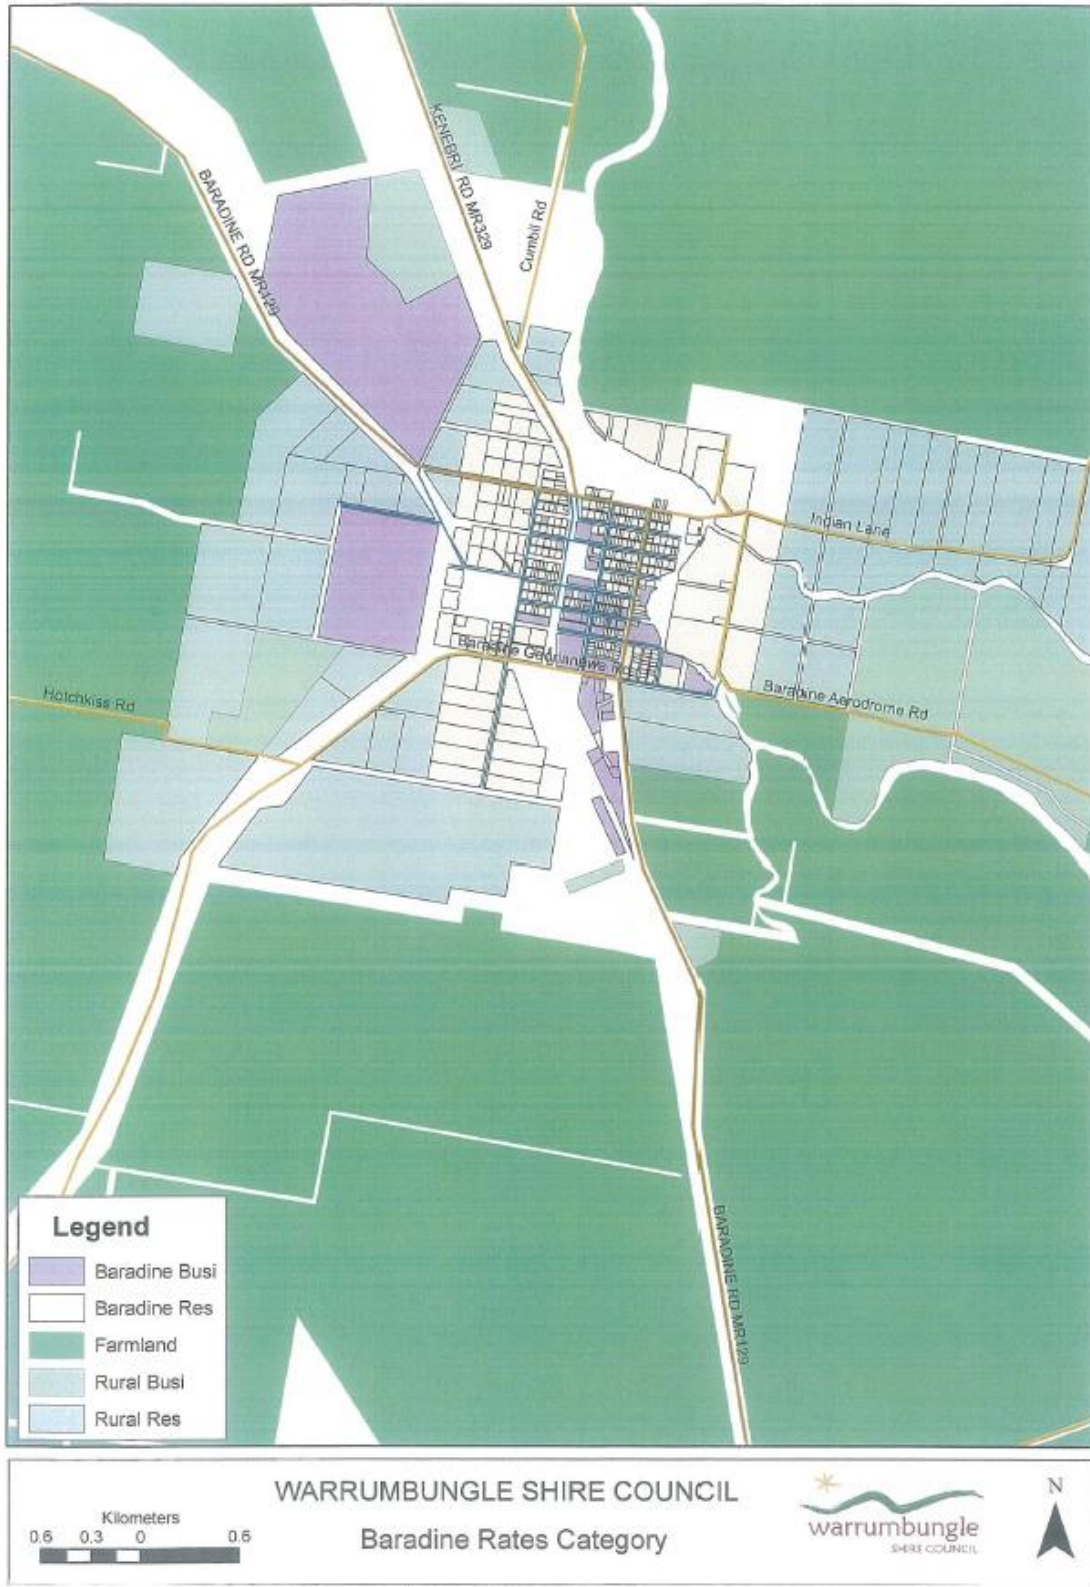 KENEBRI RD MR329
BARADINE RD MR129
Cumbil Rd
Indian Lane
Baradine Aerodrome Rd
Hotchkiss Rd
BARADINE RD MR129
Legend
Baradine Busi
Baradine Res
Farmland
Rural Busi
Rural Res
WARRUMBUNGLE SHIRE COUNCIL
Baradine Rates Category
Kilometers
0.6 0.3 0 0.6
warrumbungle
SHIRE COUNCIL
N